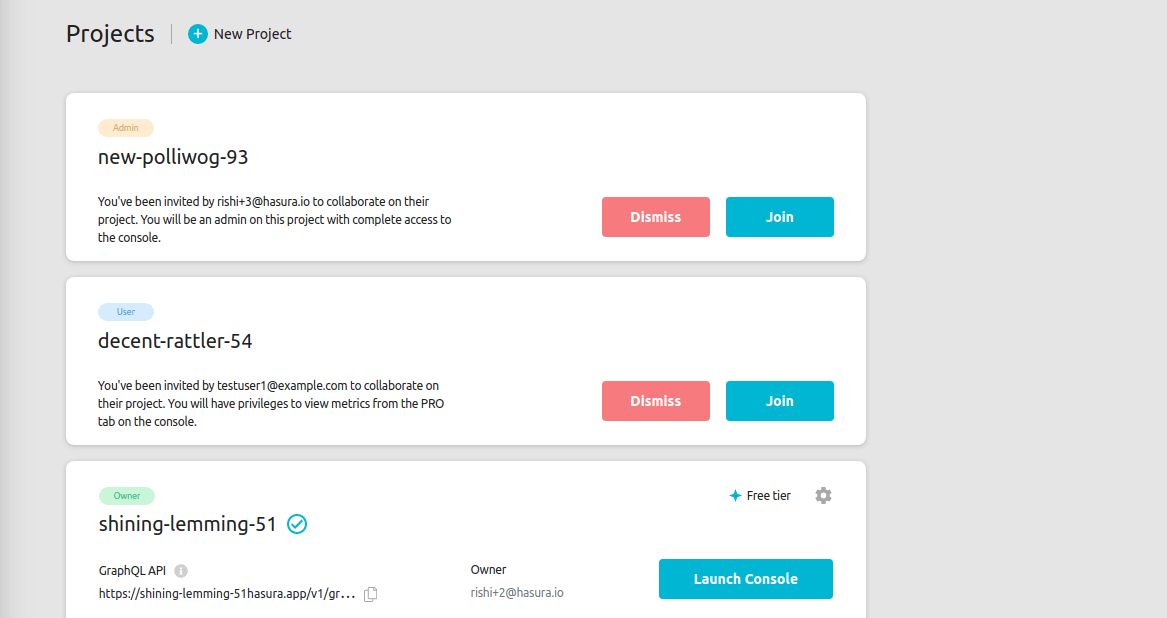 Projects
New Project
Admin
new-polliwog-93
You've been invited by rishi+3@hasura.io to collaborate on their
project. You will be an admin on this project with complete access to
the console.
Dismiss
Join
User
decent-rattler-54
You've been invited by testuser1@example.com to collaborate on
their project. You will have privileges to view metrics from the PRO
tab on the console.
Dismiss
Join
Owner
Free tier
shining-lemming-51
GraphQL API
Owner
https://shining-lemming-51hasura.app/v1/gr...
rishi+2@hasura.io
Launch Console